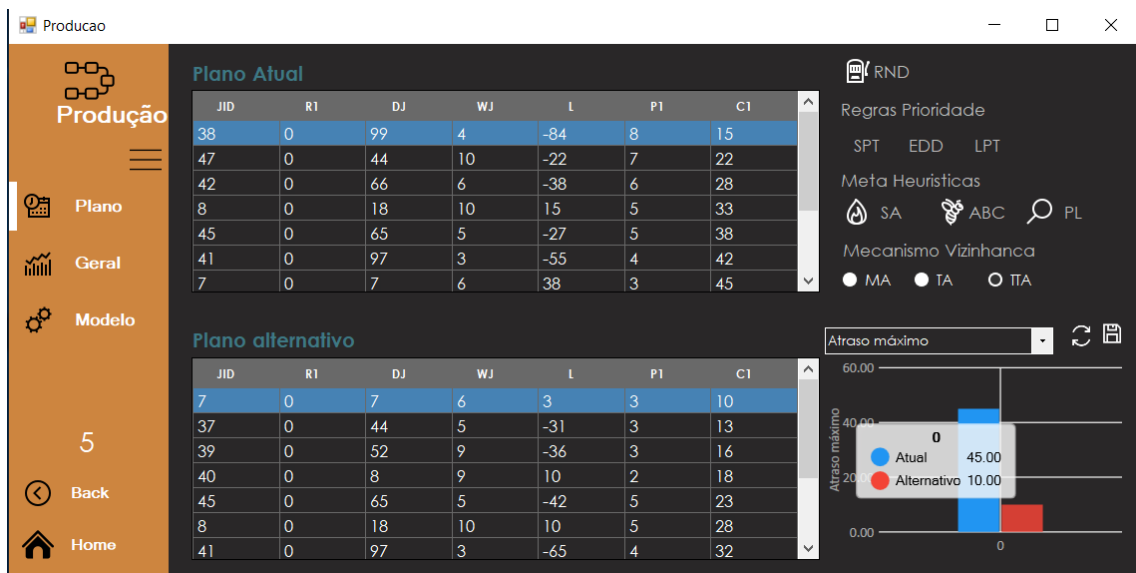 Producao
Produção
Plano
Geral
Modelo
5
Back
Home
Plano Atual
JID R1 DJ WJ L P1 C1
38 0 99 4 -84 8 15
47 0 44 10 -22 7 22
42 0 66 6 -38 6 28
8 0 18 10 15 5 33
45 0 65 5 -27 5 38
41 0 97 3 -55 4 42
7 0 7 6 38 3 45
Plano alternativo
JID R1 DJ WJ L P1 C1
7 0 7 6 3 3 10
37 0 44 5 -31 3 13
39 0 52 9 -36 3 16
40 0 8 9 10 2 18
45 0 65 5 -42 5 23
8 0 18 10 10 5 28
41 0 97 3 -65 4 32
RND
Regras Prioridade
SPT EDD LPT
Meta Heuristicas
SA ABC PL
Mecanismo Vizinhanca
MA TA TTA
Atraso máximo
Atraso máximo
60.00
40.00
20.00
0.00
0
Atual 45.00
Alternativo 10.00
0